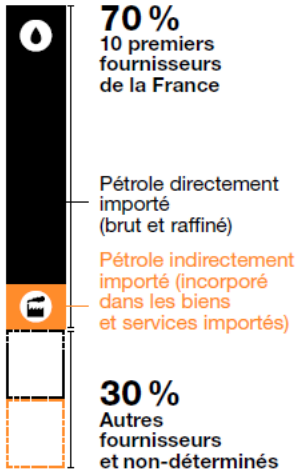 70 %
10 premiers
fournisseurs
de la France
Pétrole directement
importé
(brut et raffiné)
Pétrole indirectement
importé (incorporé
dans les biens
et services importés)
30 %
Autres
fournisseurs
et non-déterminés